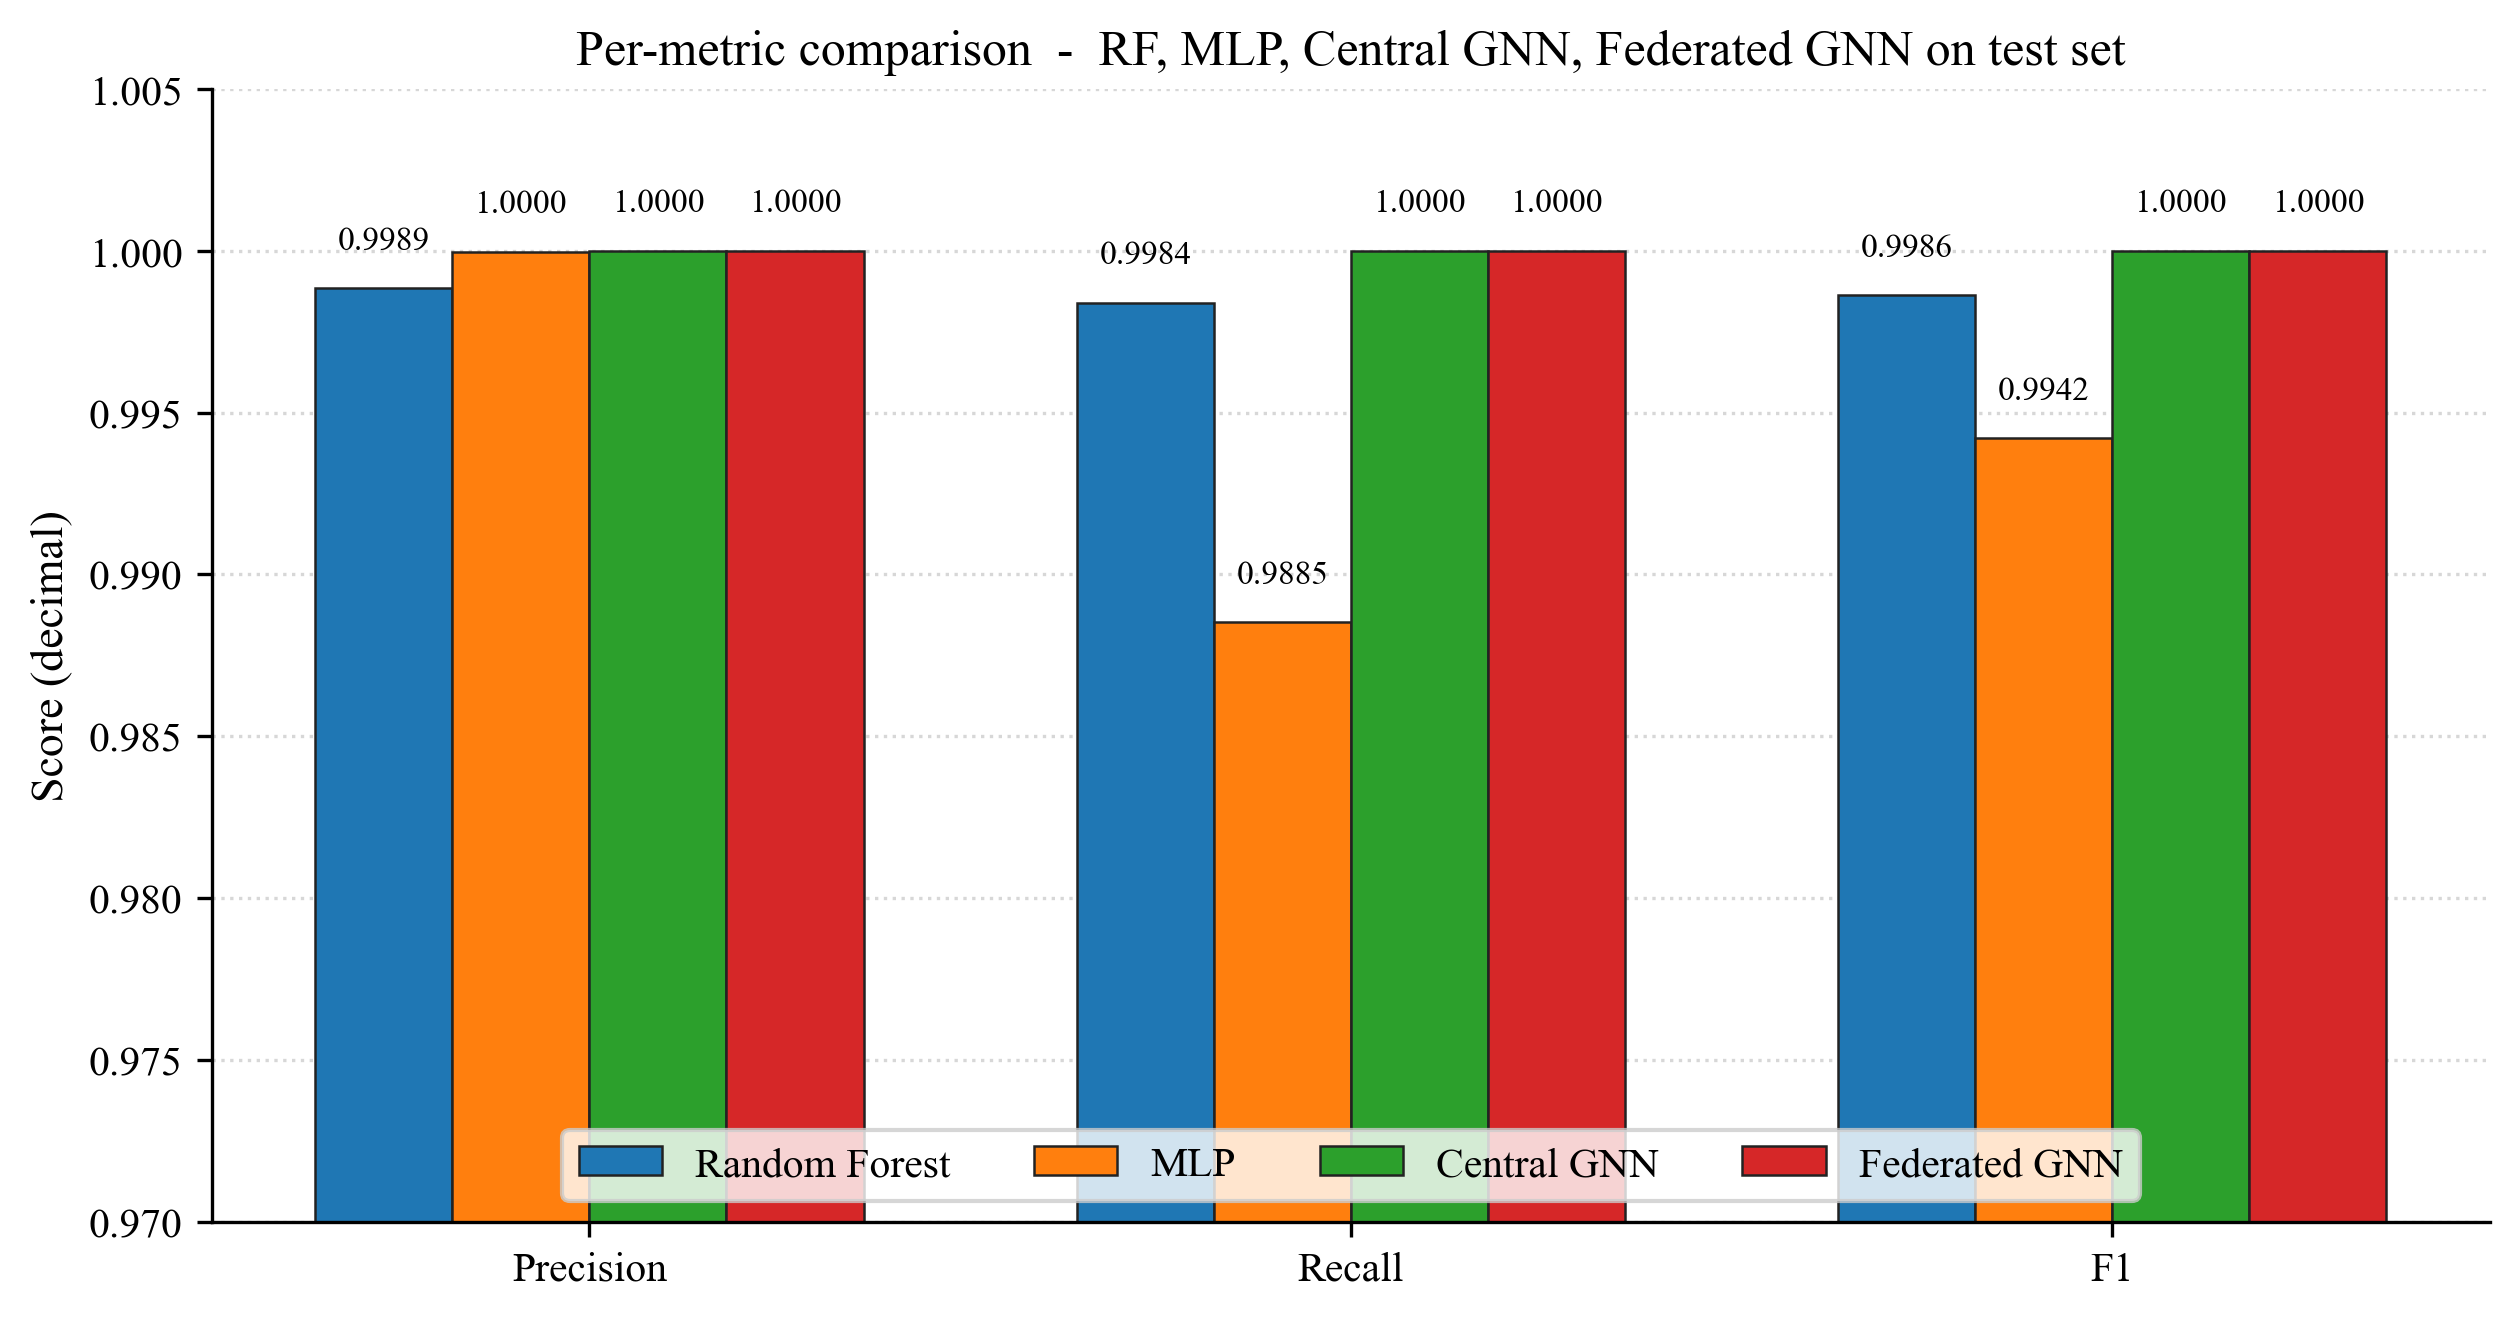 Per-metric comparison - RF, MLP, Central GNN, Federated GNN on test set
Score (decimal)
1.005
1.000
0.995
0.990
0.985
0.980
0.975
0.970
0.9989
1.0000
1.0000
1.0000
0.9984
0.9885
1.0000
1.0000
0.9986
0.9942
1.0000
1.0000
Random Forest
MLP
Central GNN
Federated GNN
Precision
Recall
F1